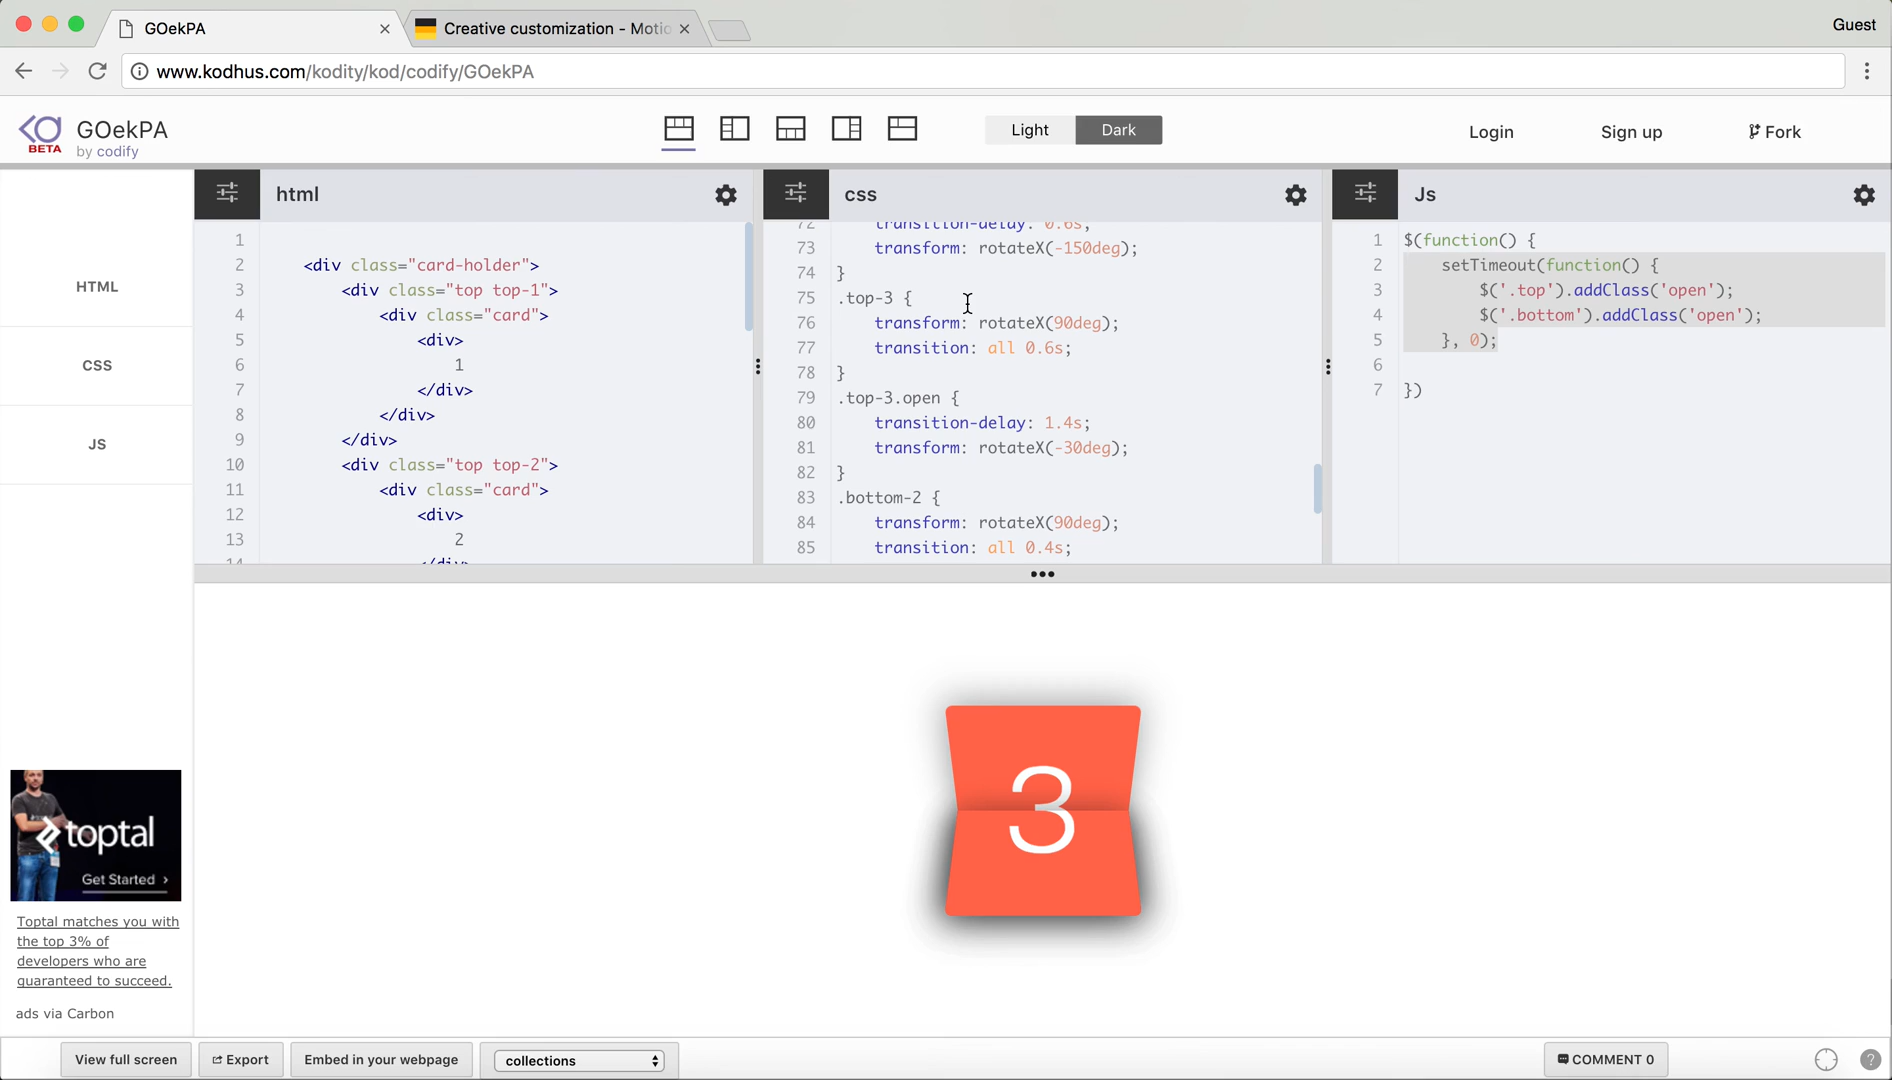 GOekPA
Creative customization - Motio
Guest
www.kodhus.com/kodity/kod/codify/GOekPA
BETA
GOekPA
by codify
Light
Dark
Login
Sign up
Fork
HTML
CSS
JS
html
1
2 <div class="card-holder">
3 <div class="top top-1">
4 <div class="card">
5 <div>
6 1
7 </div>
8 </div>
9 </div>
10 <div class="top top-2">
11 <div class="card">
12 <div>
13 2
14 </div>
css
72 transition-delay: 0.6s;
73 transform: rotateX(-150deg);
74 }
75 .top-3 {
76 transform: rotateX(90deg);
77 transition: all 0.6s;
78 }
79 .top-3.open {
80 transition-delay: 1.4s;
81 transform: rotateX(-30deg);
82 }
83 .bottom-2 {
84 transform: rotateX(90deg);
85 transition: all 0.4s;
Js
1 $(function() {
2 setTimeout(function() {
3 $('.top').addClass('open');
4 $('.bottom').addClass('open');
5 }, 0);
6
7 })
3
toptal
Get Started ›
Toptal matches you with
the top 3% of
developers who are
guaranteed to succeed.
ads via Carbon
View full screen
Export
Embed in your webpage
collections
COMMENT 0
?